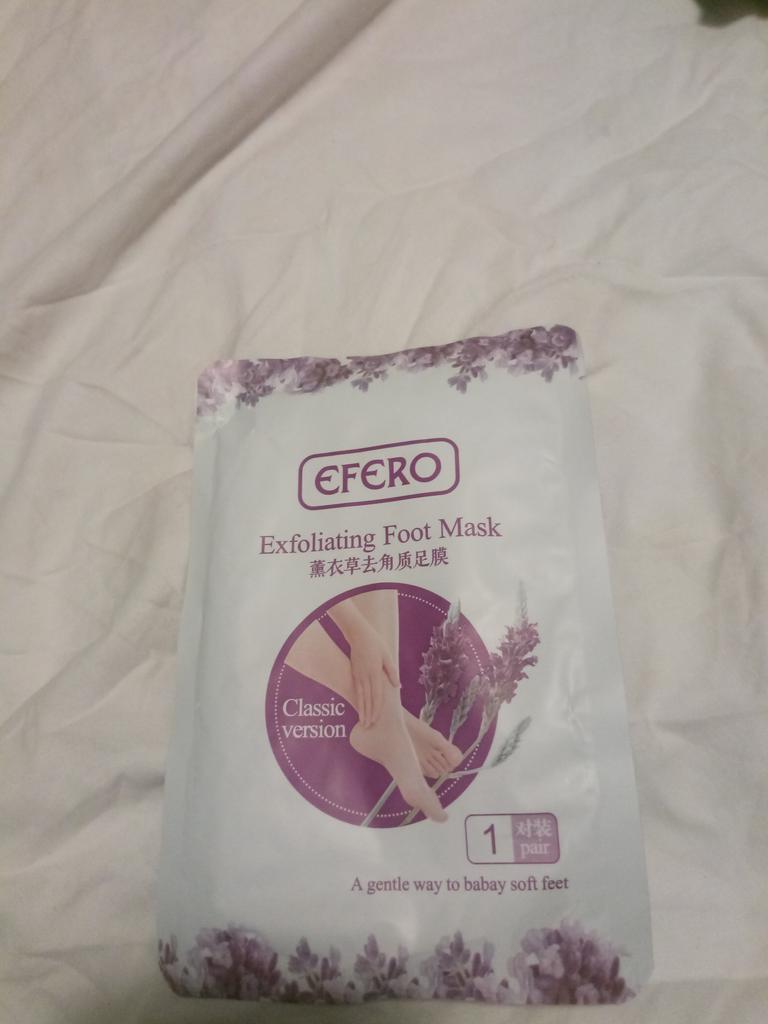 EFERO
Exfoliating Foot Mask
薰衣草去角质足膜
Classic
version
1 对装
pair
A gentle way to babay soft feet